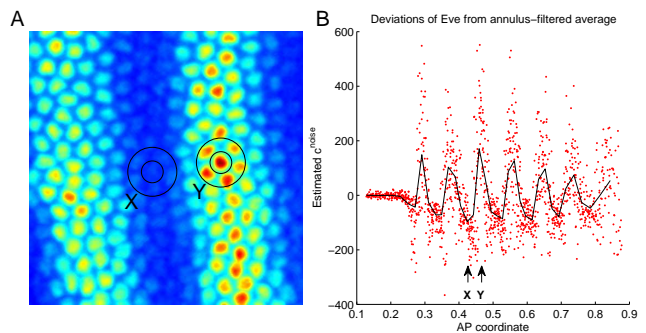 A
X
Y
B
Deviations of Eve from annulus-filtered average
Estimated c^noise
600
400
200
0
−200
−400
X Y
0.1 0.2 0.3 0.4 0.5 0.6 0.7 0.8 0.9
AP coordinate